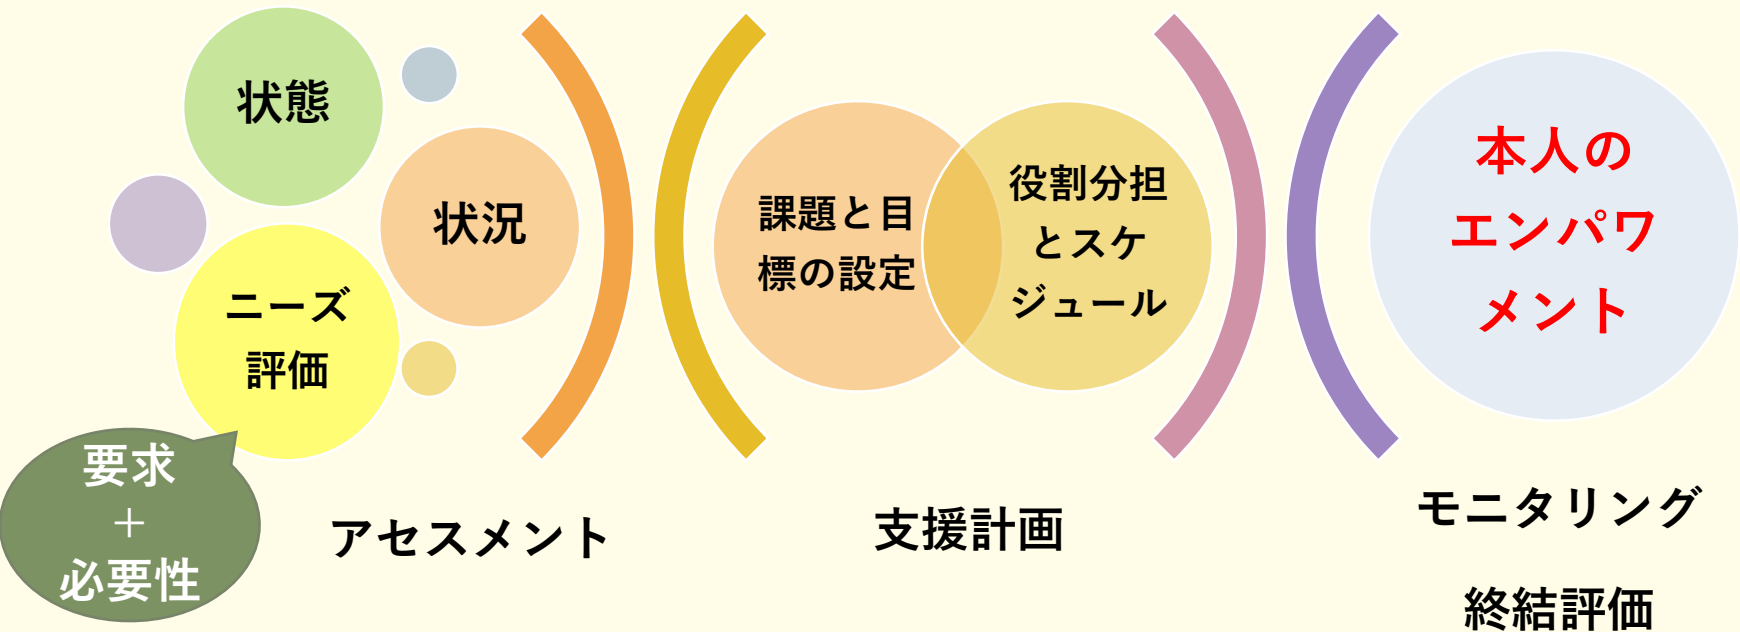 状態
状況
ニーズ
評価
要求
＋
必要性
アセスメント
課題と目
標の設定
役割分担
とスケ
ジュール
支援計画
本人の
エンパワ
メント
モニタリング
終結評価